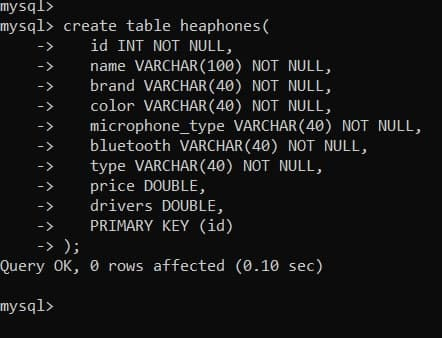 mysql>
mysql> create table heaphones(
    ->    id INT NOT NULL,
    ->    name VARCHAR(100) NOT NULL,
    ->    brand VARCHAR(40) NOT NULL,
    ->    color VARCHAR(40) NOT NULL,
    ->    microphone_type VARCHAR(40) NOT NULL,
    ->    bluetooth VARCHAR(40) NOT NULL,
    ->    type VARCHAR(40) NOT NULL,
    ->    price DOUBLE,
    ->    drivers DOUBLE,
    ->    PRIMARY KEY (id)
    -> );
Query OK, 0 rows affected (0.10 sec)
mysql>